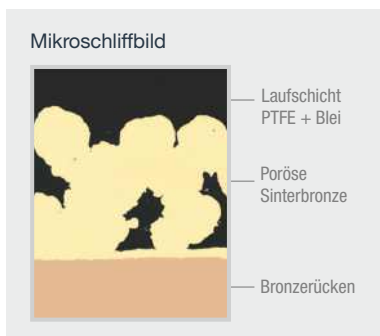 Mikroschliffbild
Laufschicht
PTFE + Blei
Poröse
Sinterbronze
Bronzerücken